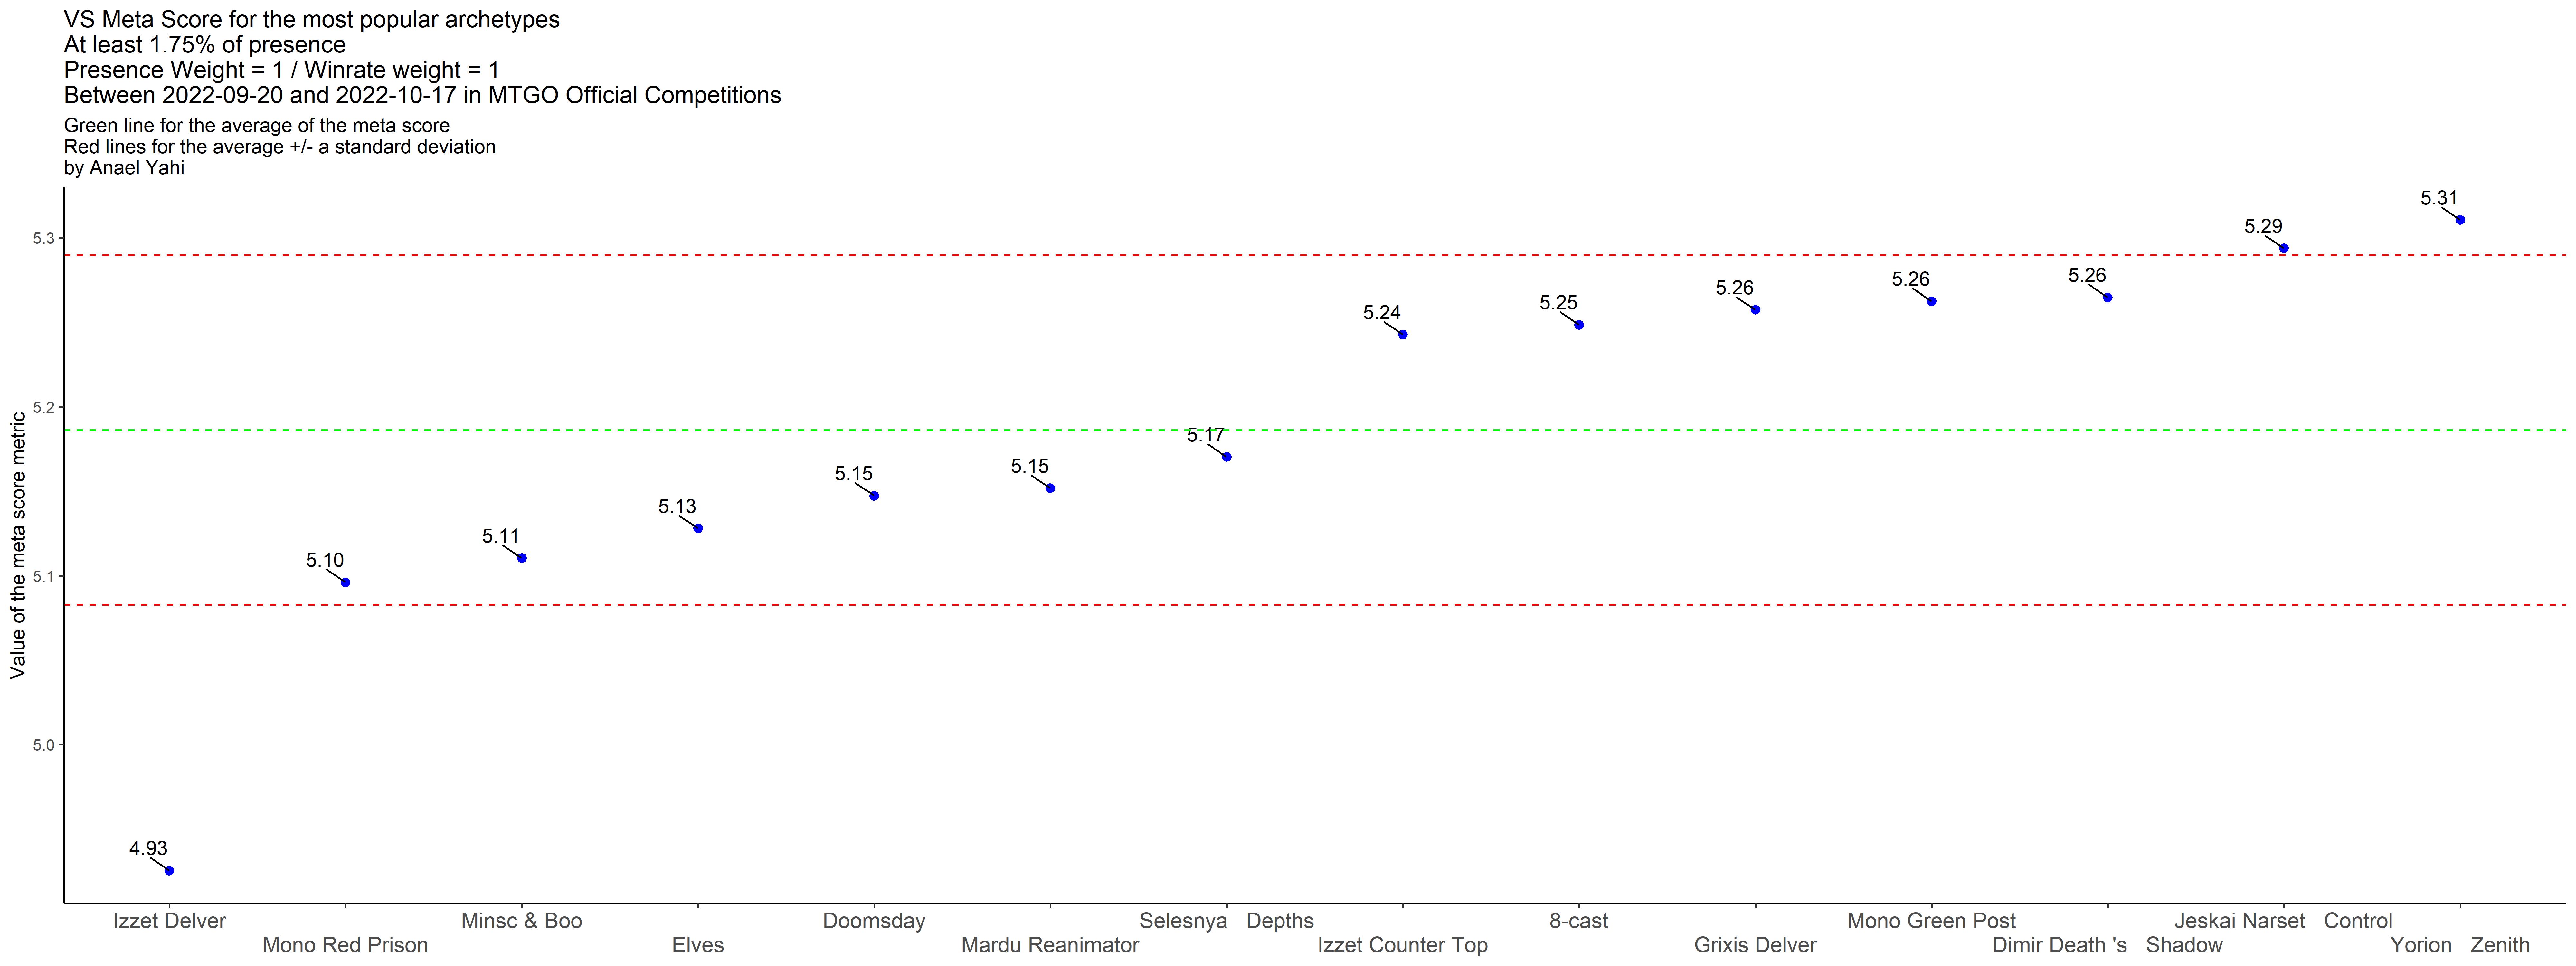 VS Meta Score for the most popular archetypes
At least 1.75% of presence
Presence Weight = 1 / Winrate weight = 1
Between 2022-09-20 and 2022-10-17 in MTGO Official Competitions
Green line for the average of the meta score
Red lines for the average +/- a standard deviation
by Anael Yahi
Value of the meta score metric
5.3
5.2
5.1
5.0
4.93
5.10
5.11
5.13
5.15
5.15
5.17
5.24
5.25
5.26
5.26
5.26
5.29
5.31
Izzet Delver
Mono Red Prison
Minsc & Boo
Elves
Doomsday
Mardu Reanimator
Selesnya Depths
Izzet Counter Top
8-cast
Grixis Delver
Mono Green Post
Dimir Death 's Shadow
Jeskai Narset Control
Yorion Zenith